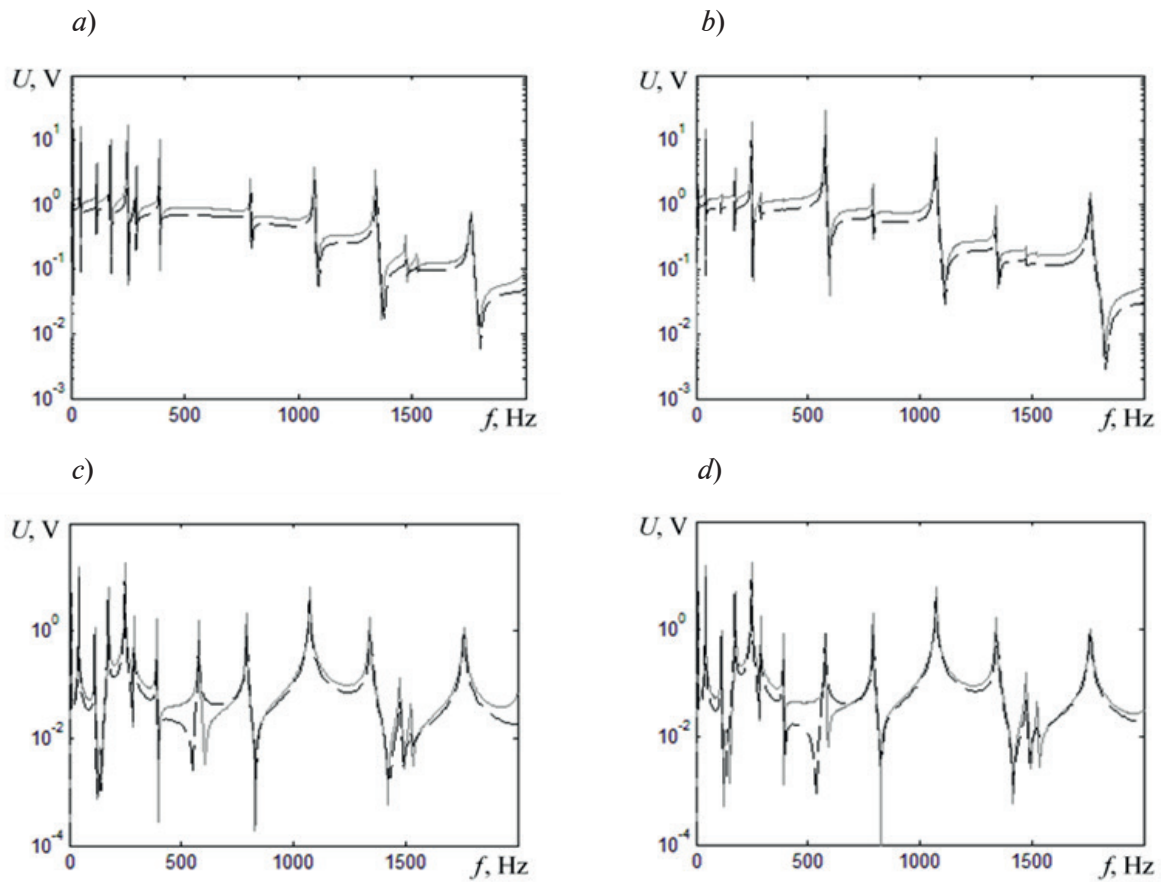 a) b)
U, V U, V
10^1 10^1
10^0 10^0
10^-1 10^-1
10^-2 10^-2
10^-3 10^-3
0 500 1000 1500 0 500 1000 1500
f, Hz f, Hz
c) d)
U, V U, V
10^0 10^0
10^-2 10^-2
10^-4 10^-4
0 500 1000 1500 0 500 1000 1500
f, Hz f, Hz